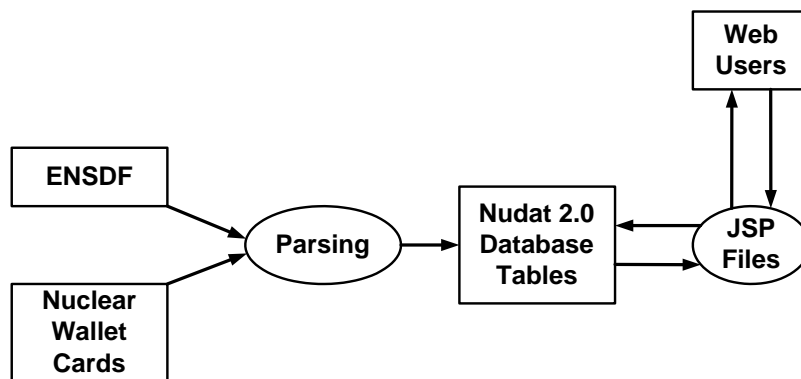 Web
Users
ENSDF
Parsing
Nudat 2.0
Database
Tables
JSP
Files
Nuclear
Wallet
Cards